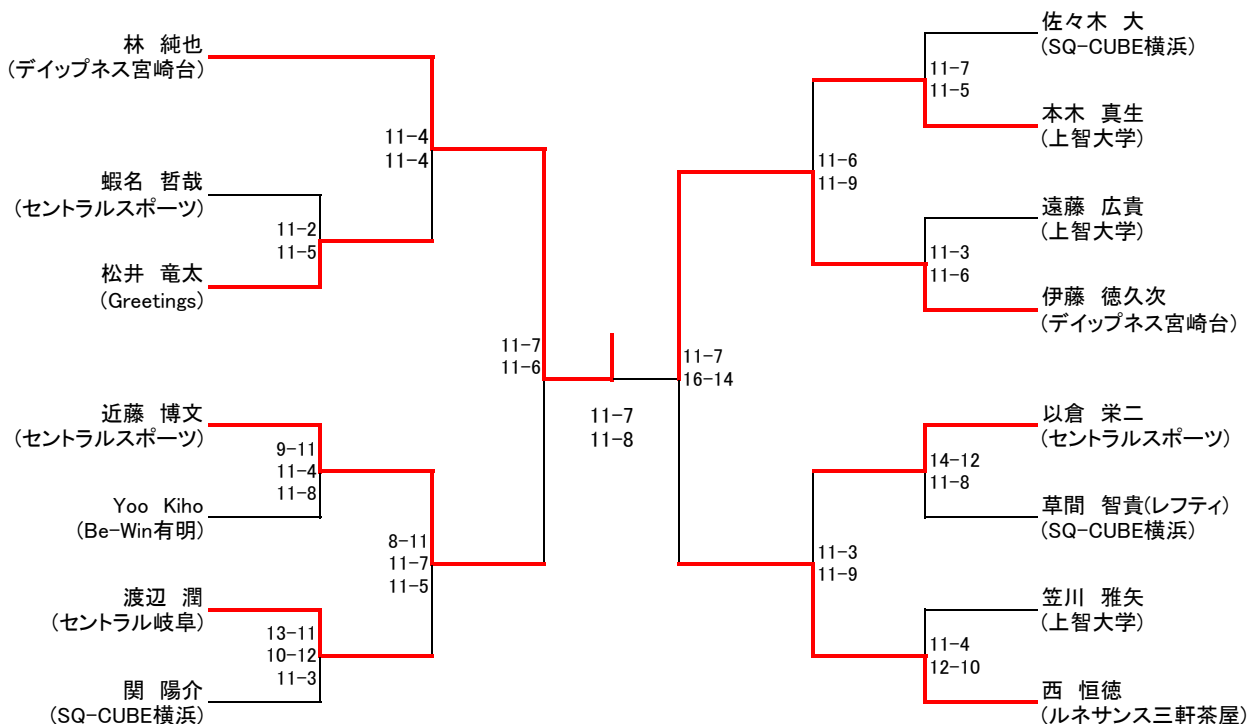 林 純也
(デイップネス宮崎台)
11-4
11-4
蝦名 哲哉
(セントラルスポーツ)
11-2
11-5
松井 竜太
(Greetings)
11-7
11-6
近藤 博文
(セントラルスポーツ)
9-11
11-4
11-8
Yoo Kiho
(Be-Win有明)
8-11
11-7
11-5
渡辺 潤
(セントラル岐阜)
13-11
10-12
11-3
関 陽介
(SQ-CUBE横浜)
11-7
11-8
佐々木 大
(SQ-CUBE横浜)
11-7
11-5
本木 真生
(上智大学)
11-6
11-9
遠藤 広貴
(上智大学)
11-3
11-6
伊藤 徳久次
(デイップネス宮崎台)
11-7
16-14
以倉 栄二
(セントラルスポーツ)
14-12
11-8
草間 智貴(レフティ)
(SQ-CUBE横浜)
11-3
11-9
笠川 雅矢
(上智大学)
11-4
12-10
西 恒徳
(ルネサンス三軒茶屋)